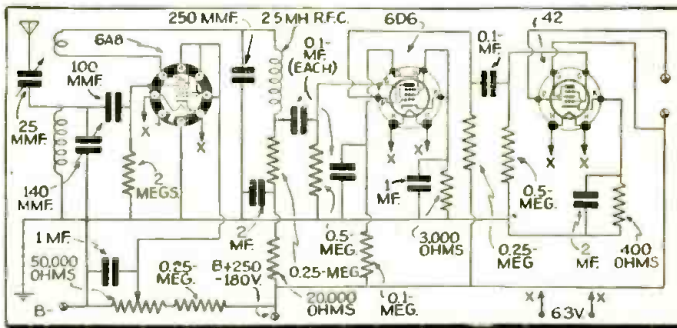 250 MMF.
2.5 MH R.F.C.
6D6
42
6A8
0.1-
MF.
(EACH)
0.1-
MF.
100
MMF.
25
MMF.
140
MMF.
2
MEGS.
X
X
X
X
X
X
1
MF.
0.5-
MEG.
2
MF.
0.5-
MEG.
3,000
OHMS
0.25-
MEG.
2
MF.
400
OHMS
1 MF.
50,000
OHMS
0.25-
MEG.
B+250
-180V.
0.25-MEG.
20,000
OHMS
0.1-
MEG.
X
X
6.3V.
B-